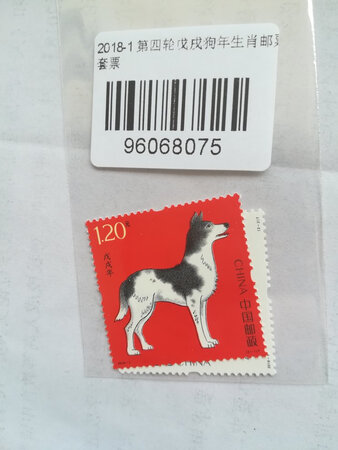 2018-1 第四轮戊戌狗年生肖邮票
套票
96068075
1.20元
戊戌年
CHINA 中国邮政